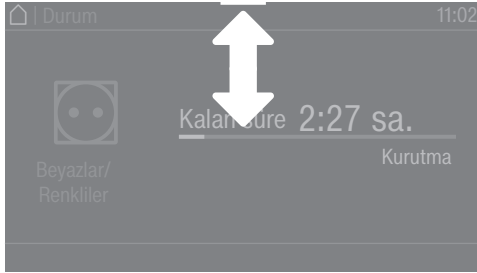 Durum 11:02
Kalan süre 2:27 sa.
Kurutma
Beyazlar/
Renkliler